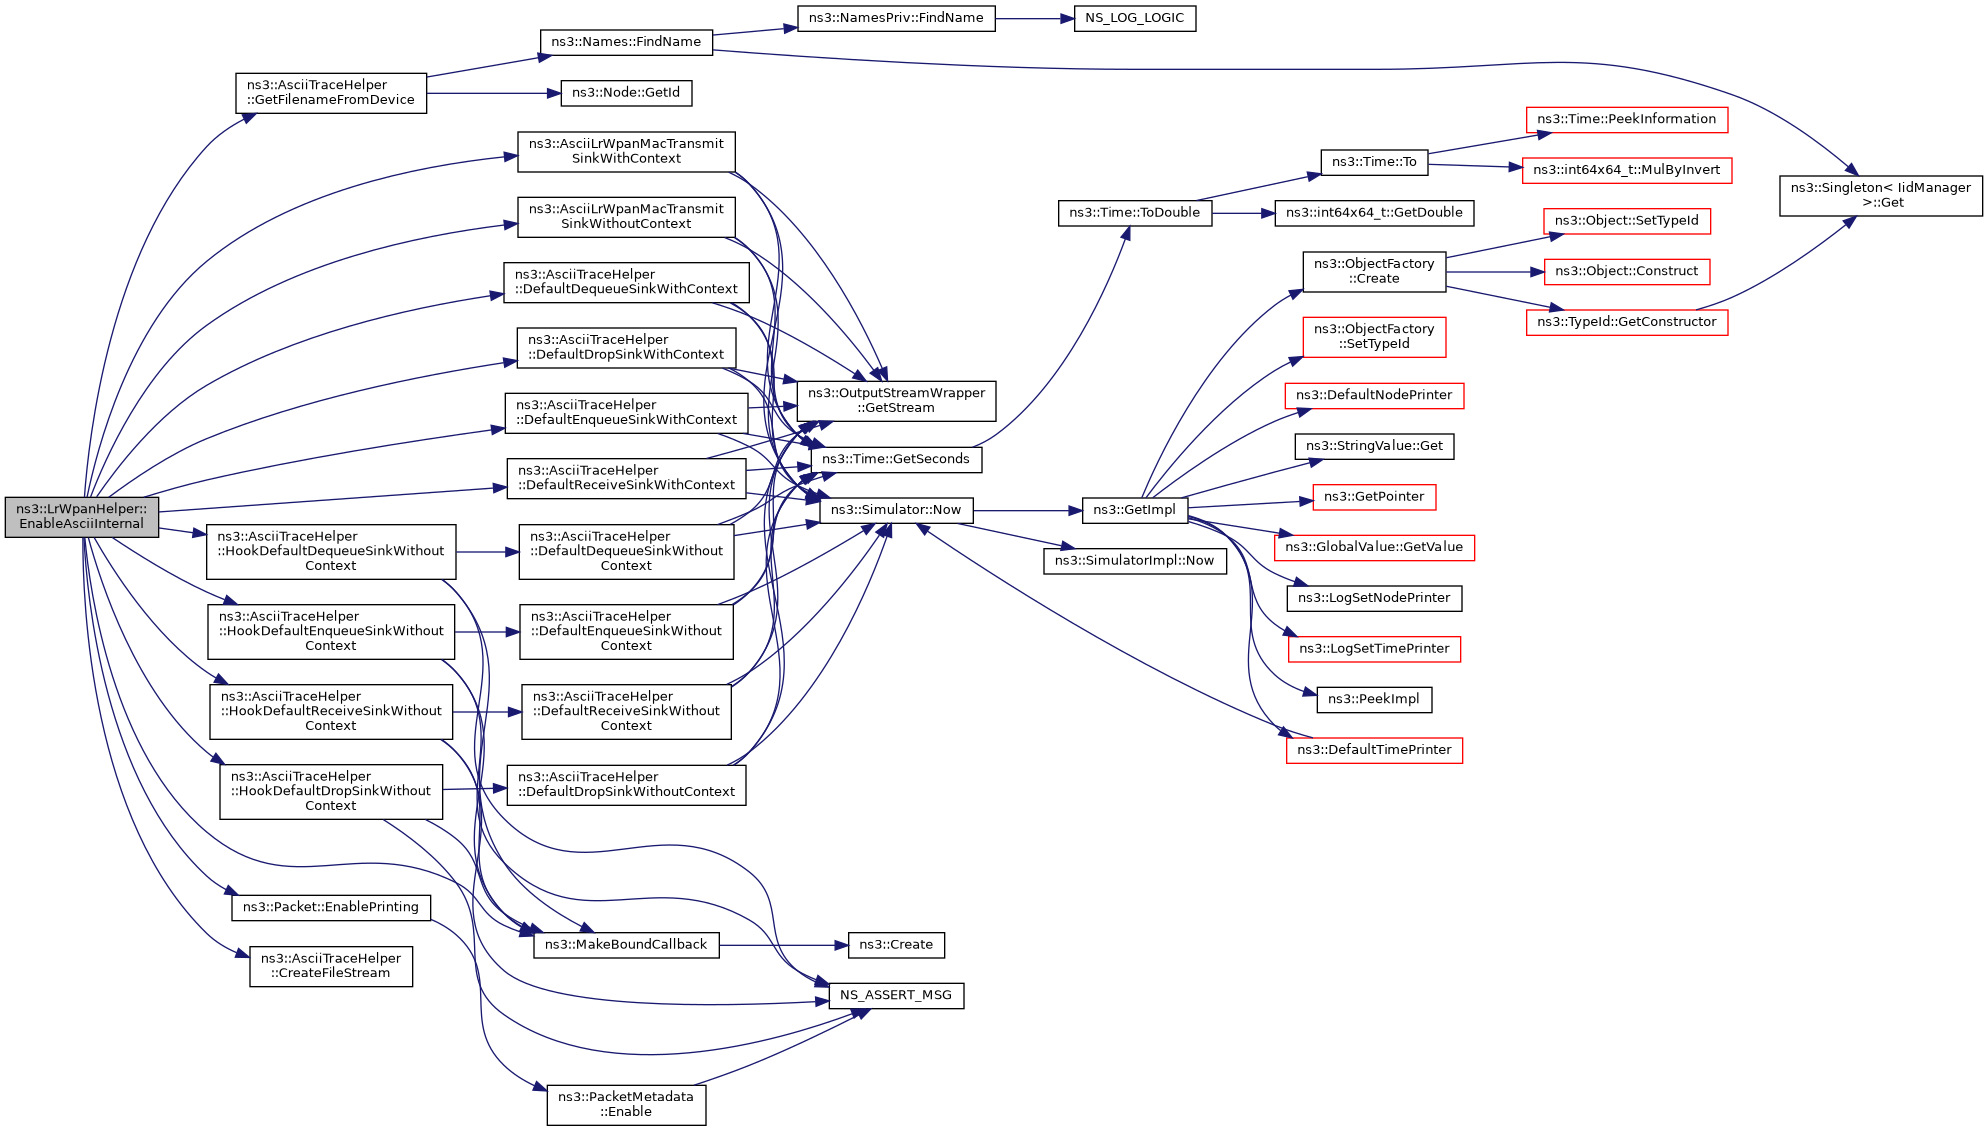 ns3::LrWpanHelper::
EnableAsciiInternal
ns3::AsciiTraceHelper
::GetFilenameFromDevice
ns3::Names::FindName
ns3::NamesPriv::FindName
NS_LOG_LOGIC
ns3::Node::GetId
ns3::AsciiLrWpanMacTransmit
SinkWithContext
ns3::AsciiLrWpanMacTransmit
SinkWithoutContext
ns3::AsciiTraceHelper
::DefaultDequeueSinkWithContext
ns3::AsciiTraceHelper
::DefaultDropSinkWithContext
ns3::AsciiTraceHelper
::DefaultEnqueueSinkWithContext
ns3::AsciiTraceHelper
::DefaultReceiveSinkWithContext
ns3::AsciiTraceHelper
::HookDefaultDequeueSinkWithout
Context
ns3::AsciiTraceHelper
::DefaultDequeueSinkWithout
Context
ns3::AsciiTraceHelper
::HookDefaultEnqueueSinkWithout
Context
ns3::AsciiTraceHelper
::DefaultEnqueueSinkWithout
Context
ns3::AsciiTraceHelper
::HookDefaultReceiveSinkWithout
Context
ns3::AsciiTraceHelper
::DefaultReceiveSinkWithout
Context
ns3::AsciiTraceHelper
::HookDefaultDropSinkWithout
Context
ns3::AsciiTraceHelper
::DefaultDropSinkWithoutContext
ns3::Packet::EnablePrinting
ns3::AsciiTraceHelper
::CreateFileStream
ns3::MakeBoundCallback
ns3::Create
NS_ASSERT_MSG
ns3::PacketMetadata
::Enable
ns3::OutputStreamWrapper
::GetStream
ns3::Time::GetSeconds
ns3::Simulator::Now
ns3::Time::ToDouble
ns3::Time::To
ns3::int64x64_t::GetDouble
ns3::Time::PeekInformation
ns3::int64x64_t::MulByInvert
ns3::Singleton< IidManager
>::Get
ns3::GetImpl
ns3::SimulatorImpl::Now
ns3::ObjectFactory
::Create
ns3::Object::SetTypeId
ns3::Object::Construct
ns3::TypeId::GetConstructor
ns3::ObjectFactory
::SetTypeId
ns3::DefaultNodePrinter
ns3::StringValue::Get
ns3::GetPointer
ns3::GlobalValue::GetValue
ns3::LogSetNodePrinter
ns3::LogSetTimePrinter
ns3::PeekImpl
ns3::DefaultTimePrinter